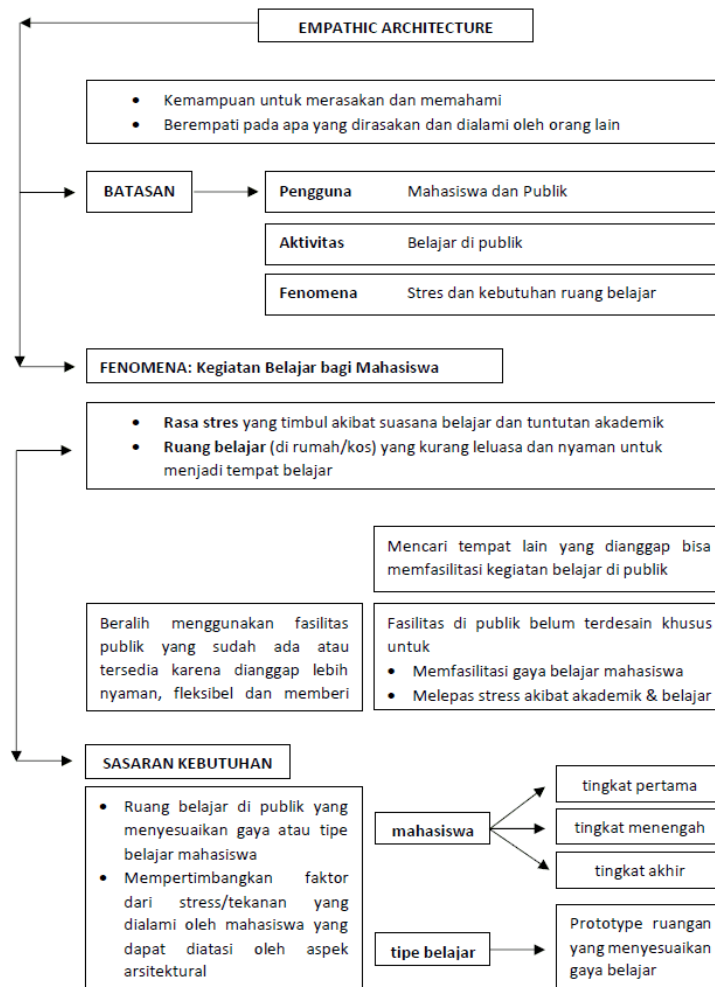 EMPATHIC ARCHITECTURE
• Kemampuan untuk merasakan dan memahami
• Berempati pada apa yang dirasakan dan dialami oleh orang lain
BATASAN
Pengguna Mahasiswa dan Publik
Aktivitas Belajar di publik
Fenomena Stres dan kebutuhan ruang belajar
FENOMENA: Kegiatan Belajar bagi Mahasiswa
• Rasa stres yang timbul akibat suasana belajar dan tuntutan akademik
• Ruang belajar (di rumah/kos) yang kurang leluasa dan nyaman untuk
menjadi tempat belajar
Mencari tempat lain yang dianggap bisa
memfasilitasi kegiatan belajar di publik
Beralih menggunakan fasilitas
publik yang sudah ada atau
tersedia karena dianggap lebih
nyaman, fleksibel dan memberi
Fasilitas di publik belum terdesain khusus
untuk
• Memfasilitasi gaya belajar mahasiswa
• Melepas stress akibat akademik & belajar
SASARAN KEBUTUHAN
• Ruang belajar di publik yang
menyesuaikan gaya atau tipe
belajar mahasiswa
• Mempertimbangkan faktor
dari stress/tekanan yang
dialami oleh mahasiswa yang
dapat diatasi oleh aspek
arsitektural
mahasiswa
tingkat pertama
tingkat menengah
tingkat akhir
tipe belajar
Prototype ruangan
yang menyesuaikan
gaya belajar